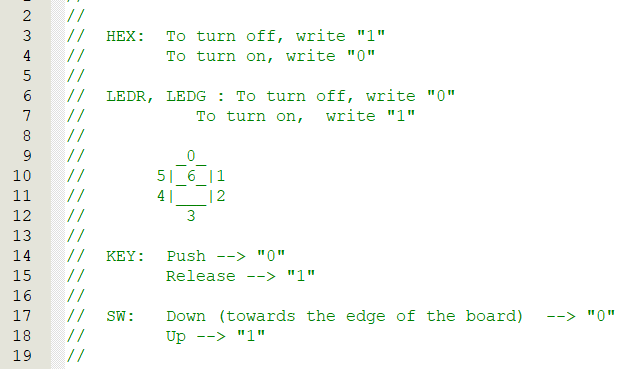 2 //
3 // HEX: To turn off, write "1"
4 // To turn on, write "0"
5 //
6 // LEDR, LEDG : To turn off, write "0"
7 // To turn on, write "1"
8 //
9 // _0_
10 // 5|_6_|1
11 // 4|___|2
12 // 3
13 //
14 // KEY: Push --> "0"
15 // Release --> "1"
16 //
17 // SW: Down (towards the edge of the board) --> "0"
18 // Up --> "1"
19 //